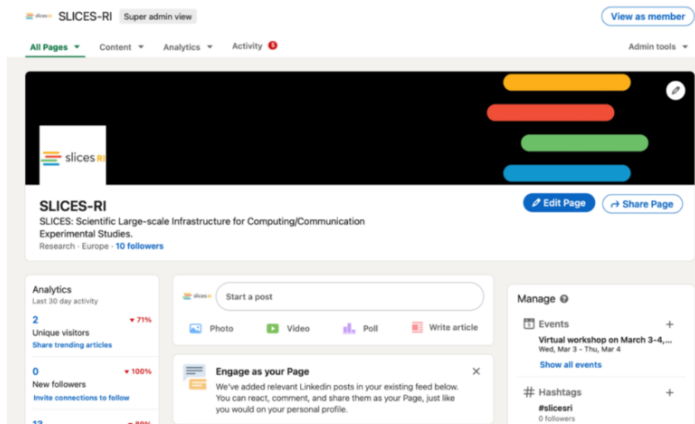 slices RI SLICES-RI Super admin view View as member
All Pages Content Analytics Activity Admin tools
slices RI
SLICES-RI
Edit Page Share Page
SLICES: Scientific Large-scale Infrastructure for Computing/Communication
Experimental Studies.
Research · Europe · 10 followers
Analytics
Last 30 day activity
2 71%
Unique visitors
Share trending articles
0 100%
New followers
Invite connections to follow
slices
Start a post
Photo Video Poll Write article
Engage as your Page
We've added relevant Linkedin posts in your existing feed below.
You can react, comment, and share them as your Page, just like
you would on your personal profile.
Manage
Events +
Virtual workshop on March 3-4,...
Wed, Mar 3 - Thu, Mar 4
Show all events
# Hashtags +
#slicesri
0 followers